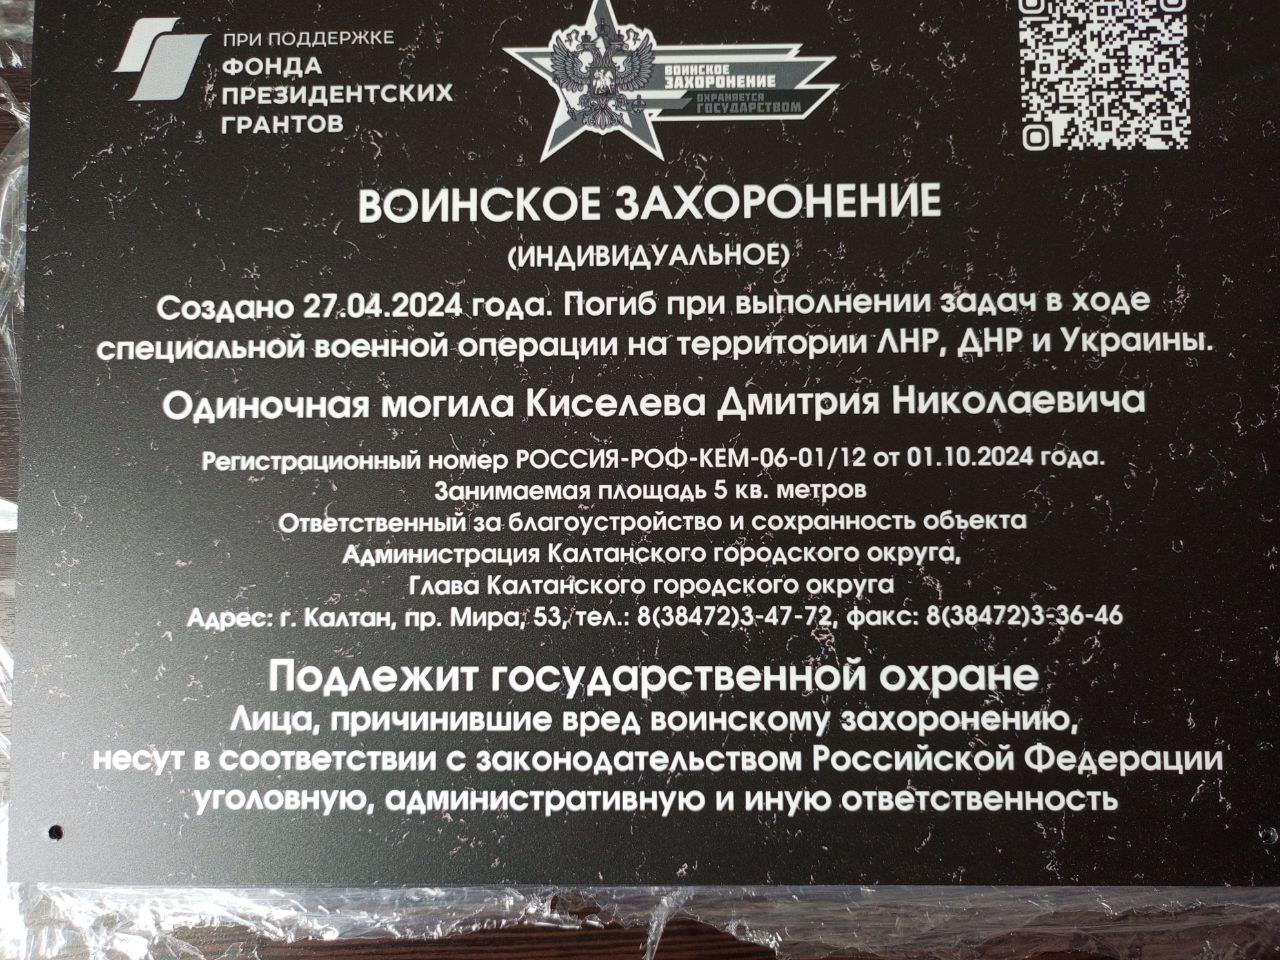 ПРИ ПОДДЕРЖКЕ
ФОНДА
ПРЕЗИДЕНТСКИХ
ГРАНТОВ
ВОИНСКОЕ
ЗАХОРОНЕНИЕ
ОХРАНЯЕТСЯ
ГОСУДАРСТВОМ
ВОИНСКОЕ ЗАХОРОНЕНИЕ
(ИНДИВИДУАЛЬНОЕ)
Создано 27.04.2024 года. Погиб при выполнении задач в ходе
специальной военной операции на территории ЛНР, ДНР и Украины.
Одиночная могила Киселева Дмитрия Николаевича
Регистрационный номер РОССИЯ-РОФ-КЕМ-06-01/12 от 01.10.2024 года.
Занимаемая площадь 5 кв. метров
Ответственный за благоустройство и сохранность объекта
Администрация Калтанского городского округа,
Глава Калтанского городского округа
Адрес: г. Калтан, пр. Мира, 53, тел.: 8(38472)3-47-72, факс: 8(38472)3-36-46
Подлежит государственной охране
Лица, причинившие вред воинскому захоронению,
несут в соответствии с законодательством Российской Федерации
уголовную, административную и иную ответственность